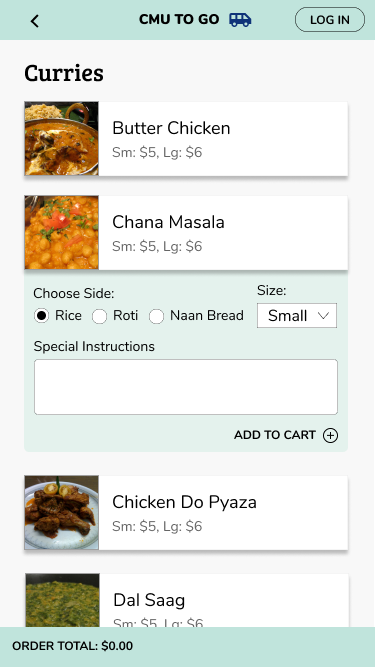 CMU TO GO
LOG IN
Curries
Butter Chicken
Sm: $5, Lg: $6
Chana Masala
Sm: $5, Lg: $6
Choose Side:
Size:
Rice Roti Naan Bread
Small
Special Instructions
ADD TO CART
Chicken Do Pyaza
Sm: $5, Lg: $6
Dal Saag
Sm: $5, Lg: $6
ORDER TOTAL: $0.00